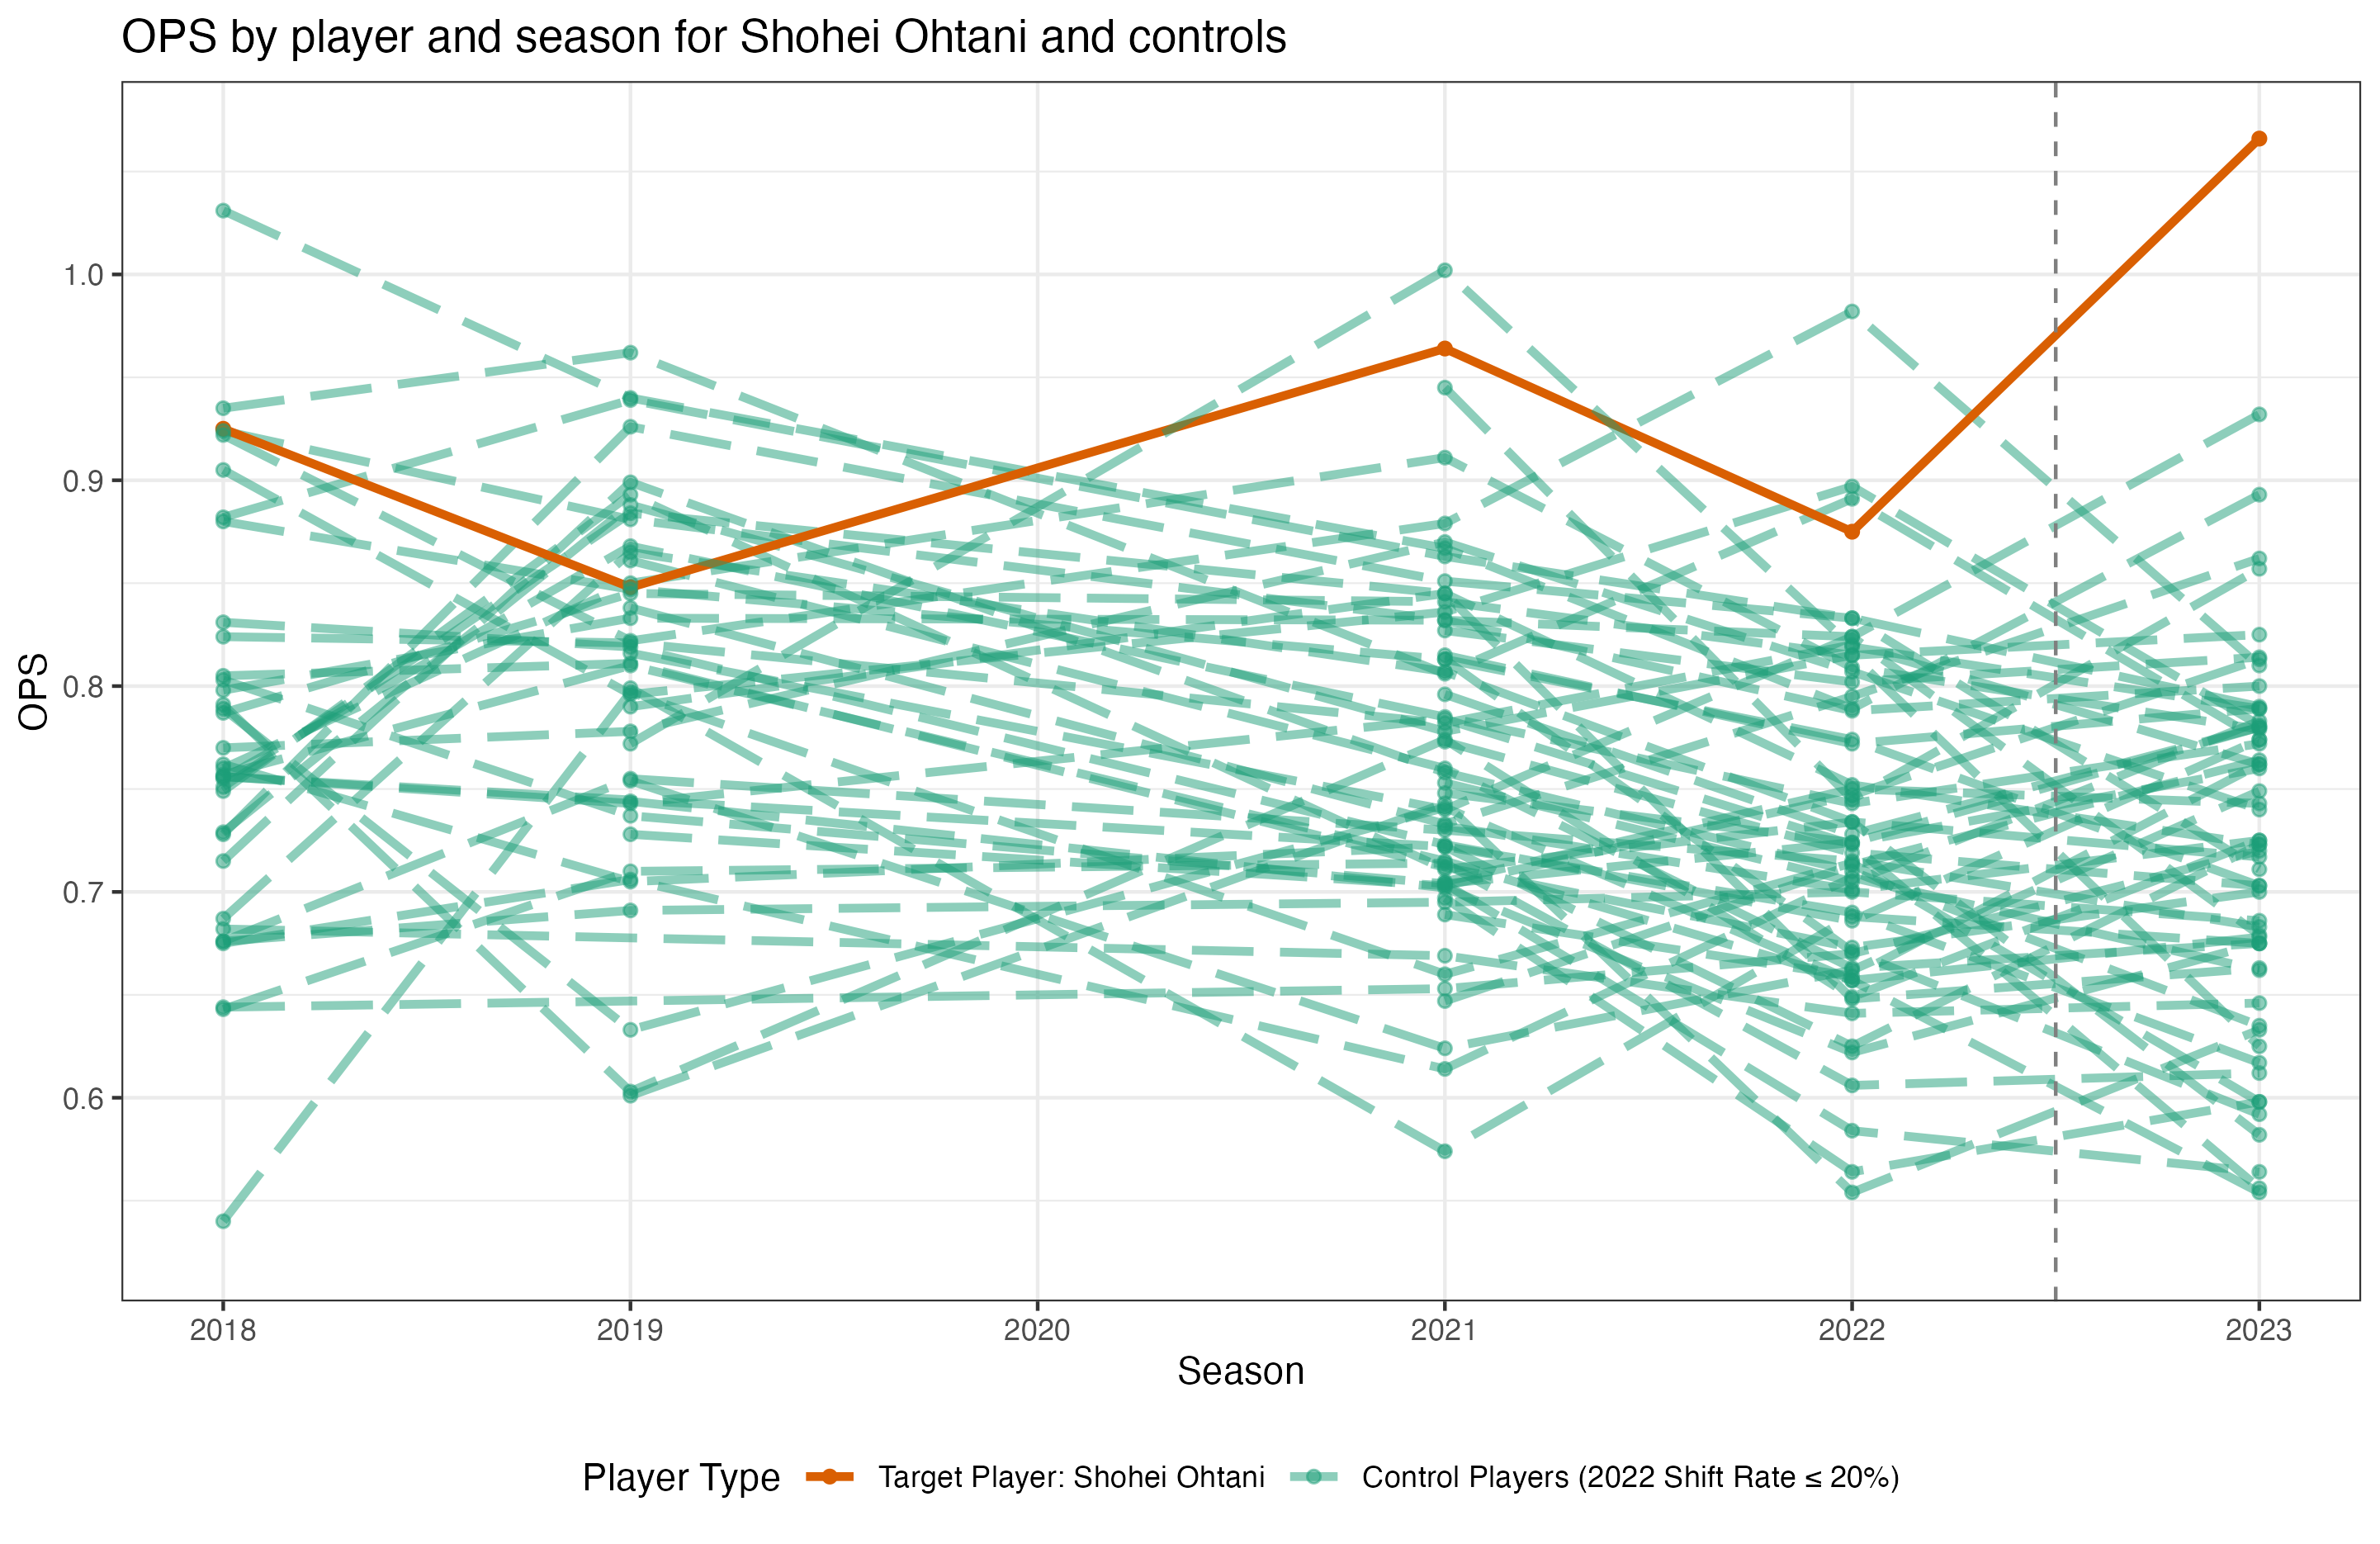 OPS by player and season for Shohei Ohtani and controls
OPS
1.0
0.9
0.8
0.7
0.6
2018 2019 2020 2021 2022 2023
Season
Player Type Target Player: Shohei Ohtani Control Players (2022 Shift Rate ≤ 20%)